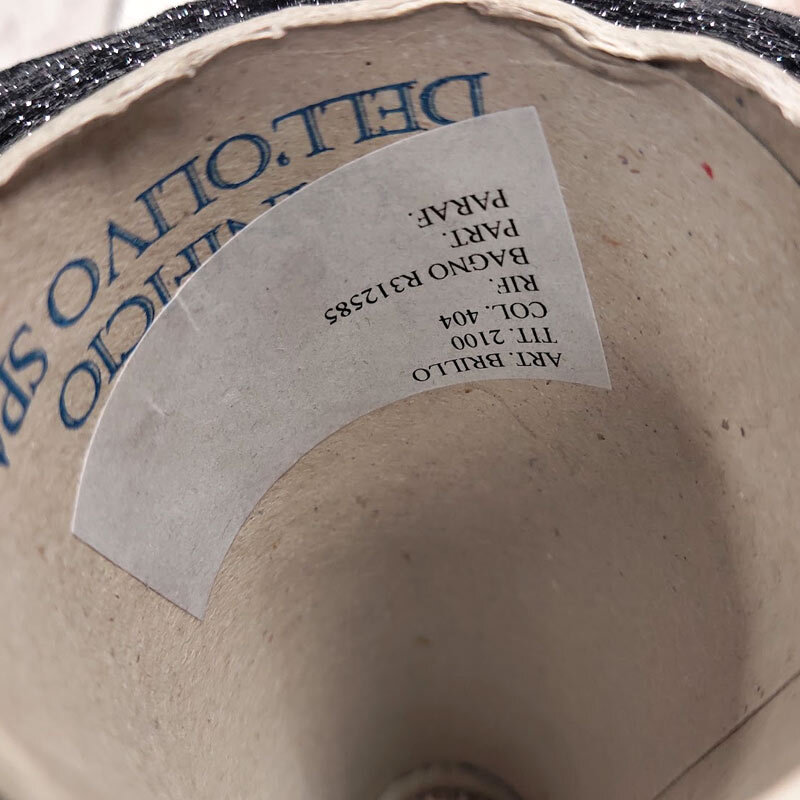 ART. BRILLO
TIT. 2100
COL. 404
RIF.
BAGNO R312585
PART.
PARAF.
DELL'OLIVO SPA